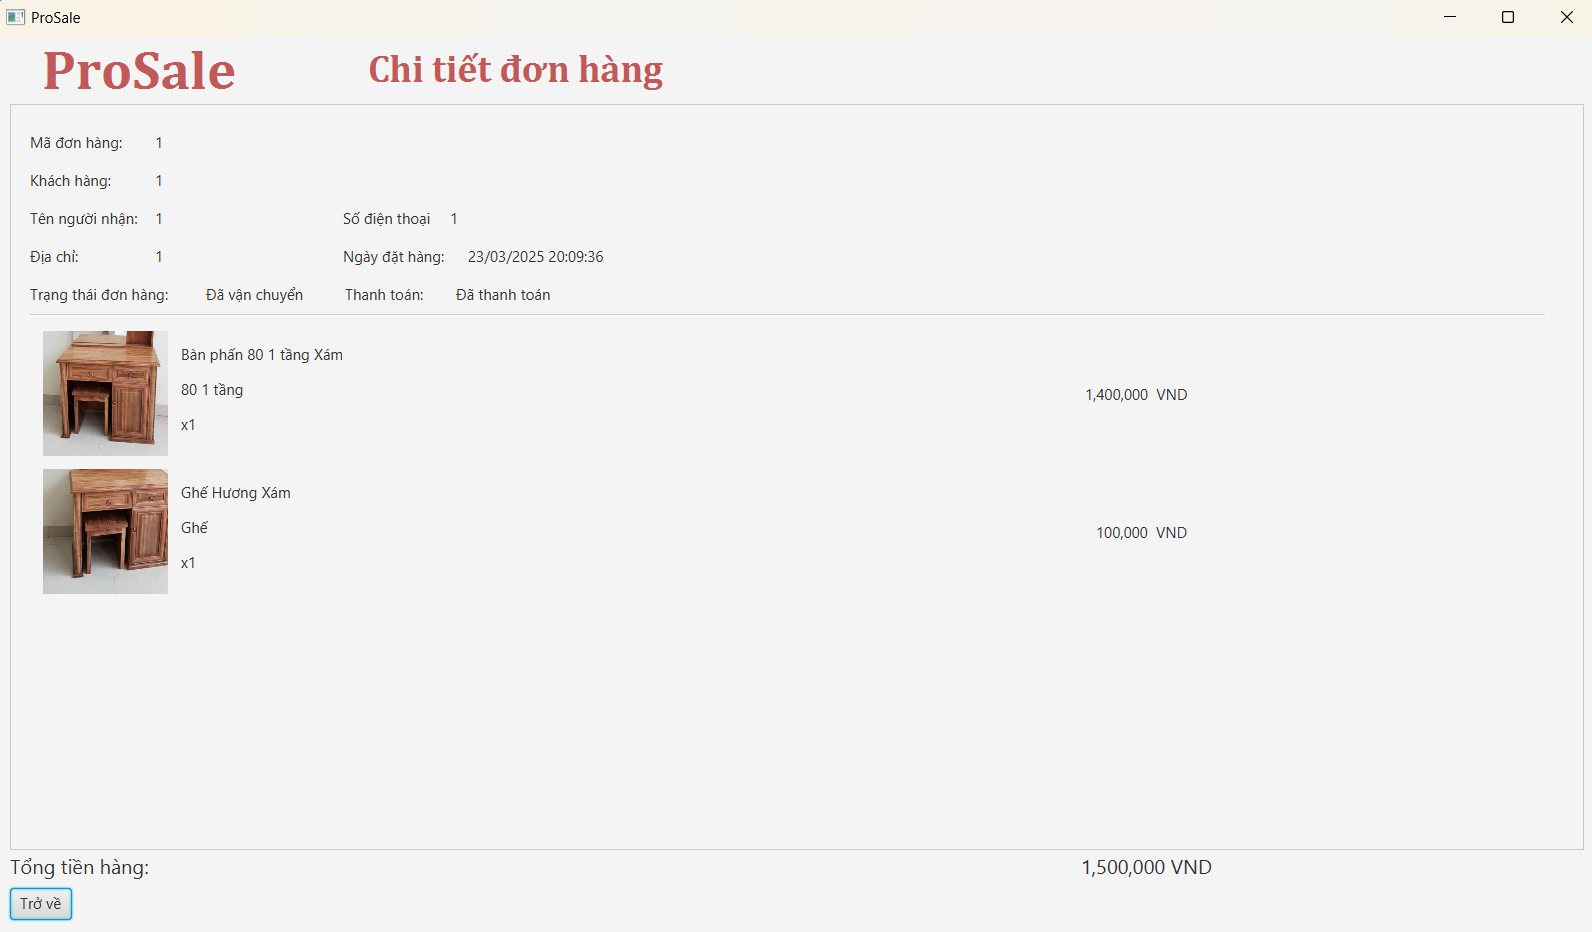 ProSale
ProSale Chi tiết đơn hàng
Mã đơn hàng: 1
Khách hàng: 1
Tên người nhận: 1 Số điện thoại 1
Địa chỉ: 1 Ngày đặt hàng: 23/03/2025 20:09:36
Trạng thái đơn hàng: Đã vận chuyển Thanh toán: Đã thanh toán
Bàn phấn 80 1 tầng Xám
80 1 tầng
1,400,000 VND
x1
Ghế Hương Xám
Ghế
100,000 VND
x1
Tổng tiền hàng: 1,500,000 VND
Trở về